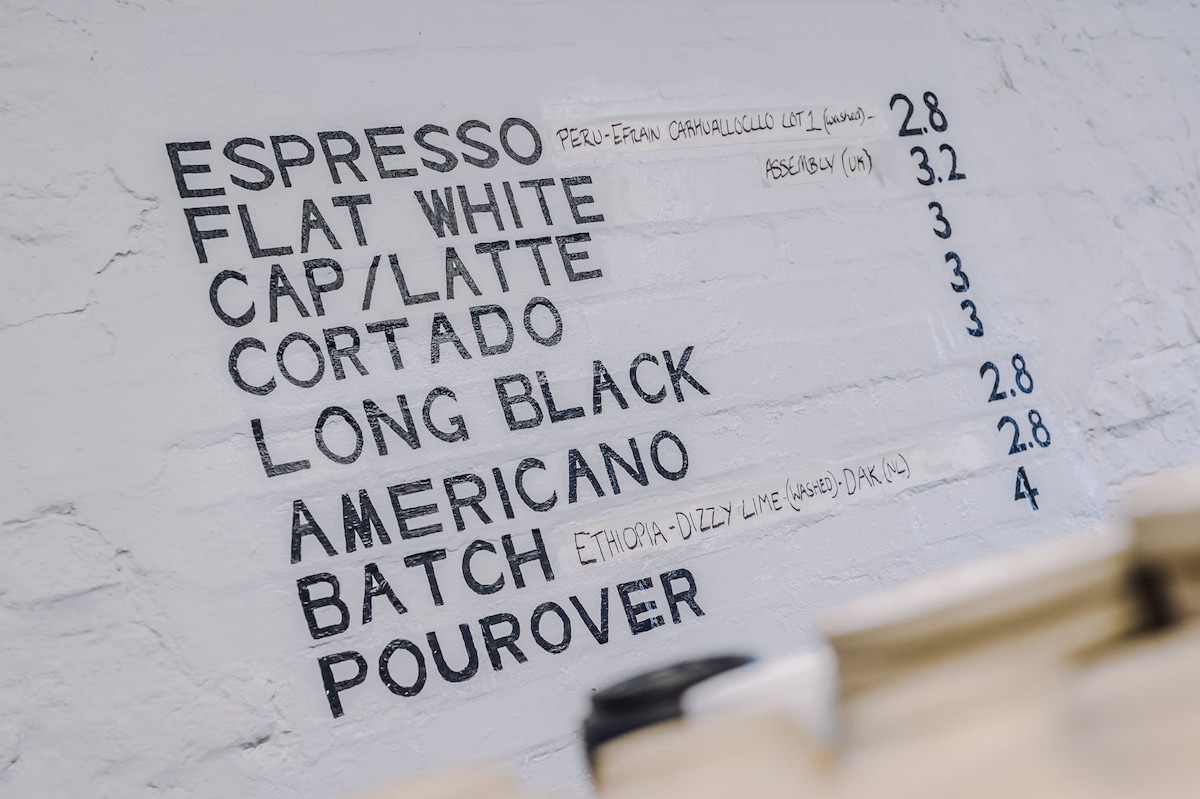 ESPRESSO PERU-EFRAIN CARHUALLOCLLO LOT 1 (washed)- 2.8
ASSEMBLY (UK)
FLAT WHITE 3.2
CAP/LATTE 3
CORTADO 3
LONG BLACK 3
AMERICANO 2.8
BATCH ETHIOPIA-DIZZY LIME-(WASHED)-DAK (NL) 2.8
POUROVER 4